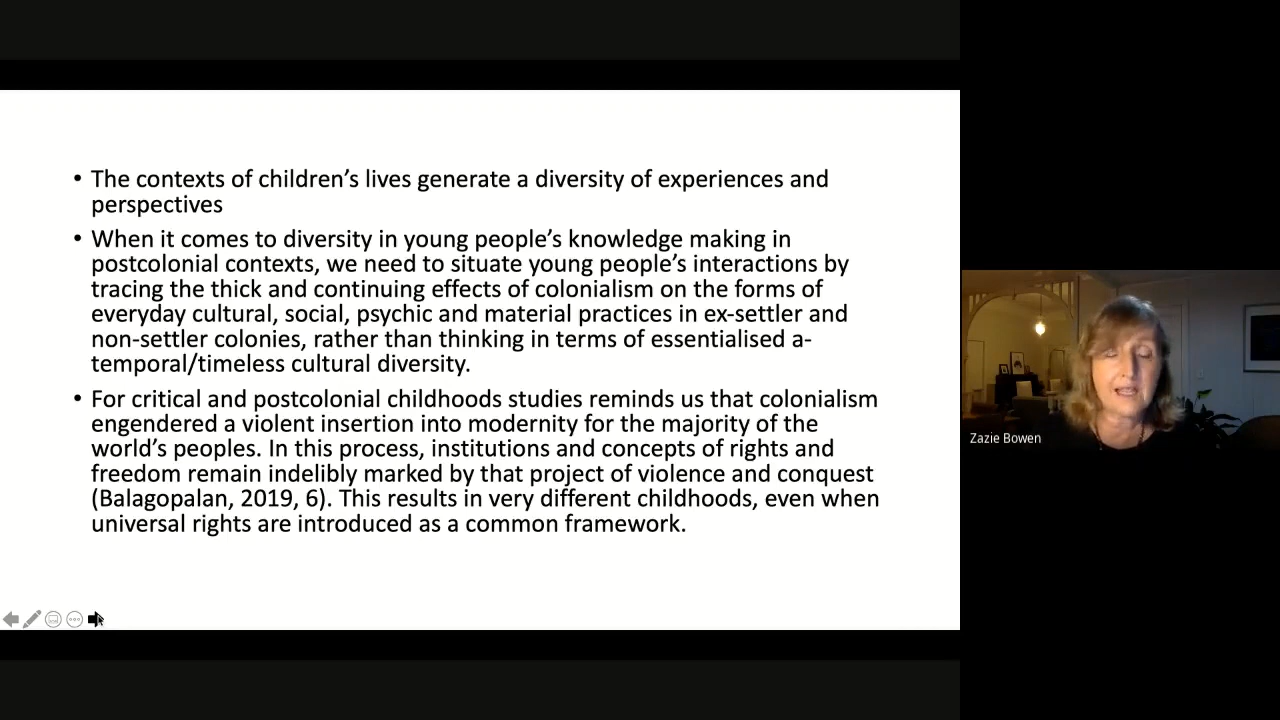 • The contexts of children’s lives generate a diversity of experiences and
perspectives
• When it comes to diversity in young people’s knowledge making in
postcolonial contexts, we need to situate young people’s interactions by
tracing the thick and continuing effects of colonialism on the forms of
everyday cultural, social, psychic and material practices in ex-settler and
non-settler colonies, rather than thinking in terms of essentialised a-
temporal/timeless cultural diversity.
• For critical and postcolonial childhoods studies reminds us that colonialism
engendered a violent insertion into modernity for the majority of the
world’s peoples. In this process, institutions and concepts of rights and
freedom remain indelibly marked by that project of violence and conquest
(Balagopalan, 2019, 6). This results in very different childhoods, even when
universal rights are introduced as a common framework.
Zazie Bowen